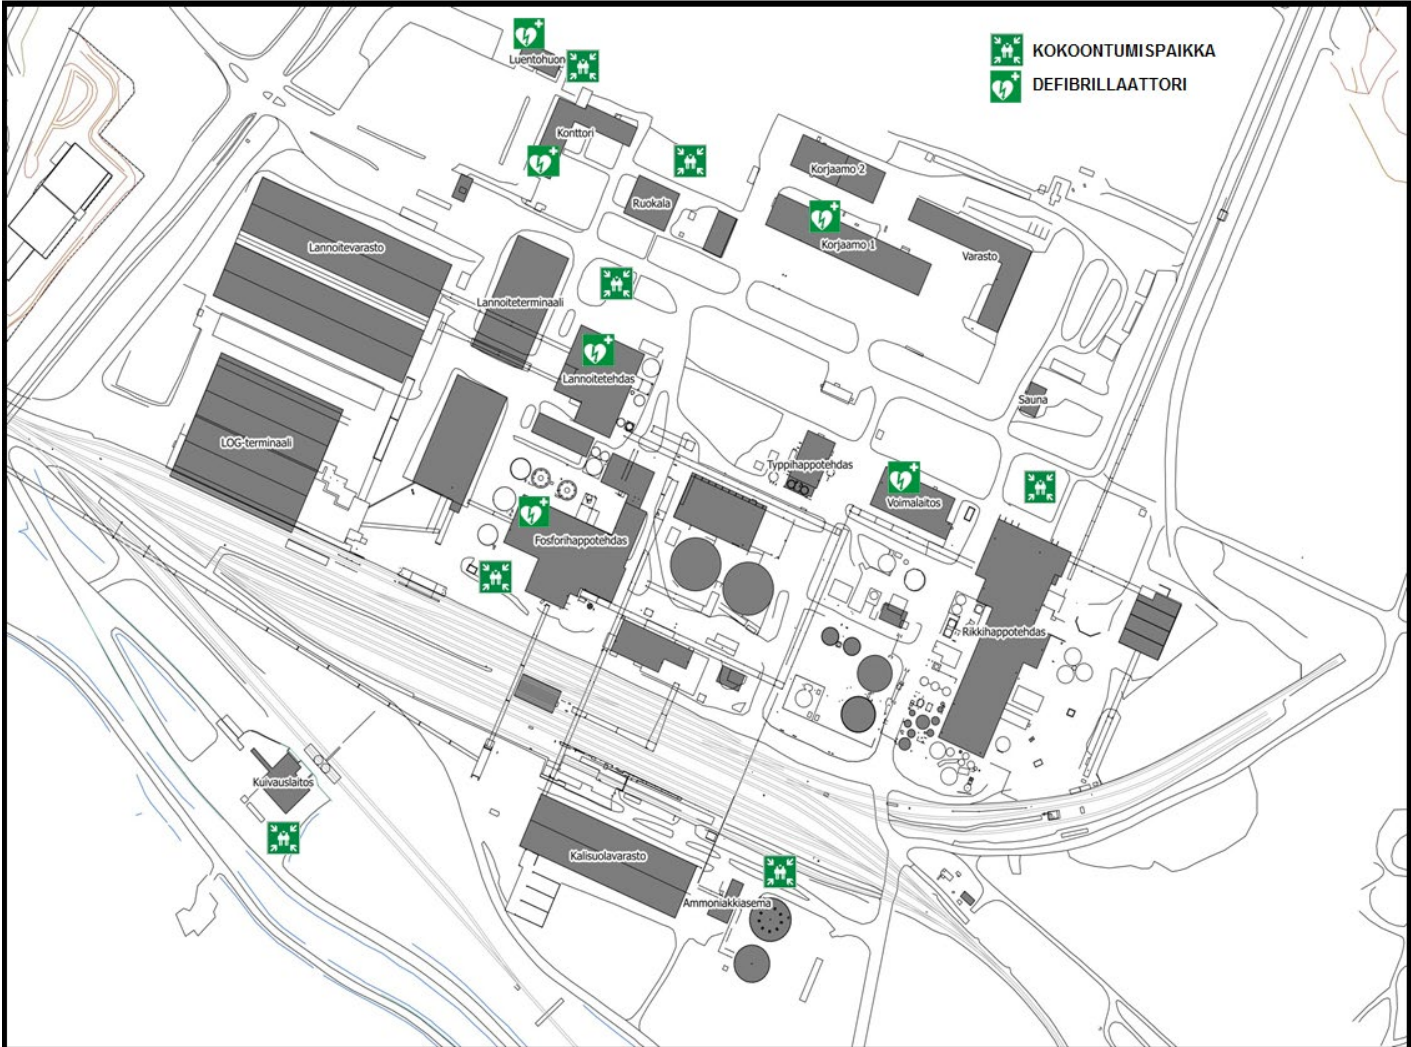 KOKOONTUMISPAIKKA
DEFIBRILLAATTORI
Luentohuon
Konttori
Korjaamo 2
Ruokala
Korjaamo 1
Lannoitevarasto
Varasto
Lannoiteterminaali
Lannoitetehdas
Sauna
LOG-terminaali
Typpihappotehdas
Voimalaitos
Fosforihappotehdas
Rikkihappotehdas
Kuivauslaitos
Kalisuolavarasto
Ammoniakkiasema